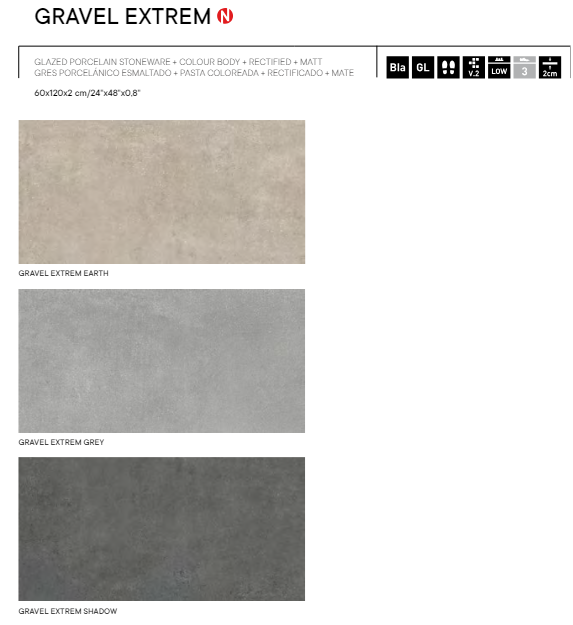 GRAVEL EXTREM N
GLAZED PORCELAIN STONEWARE + COLOUR BODY + RECTIFIED + MATT
GRES PORCELÁNICO ESMALTADO + PASTA COLOREADA + RECTIFICADO + MATE
BIa GL V.2 LOW 3 2cm
60x120x2 cm/24"x48"x0,8"
GRAVEL EXTREM EARTH
GRAVEL EXTREM GREY
GRAVEL EXTREM SHADOW